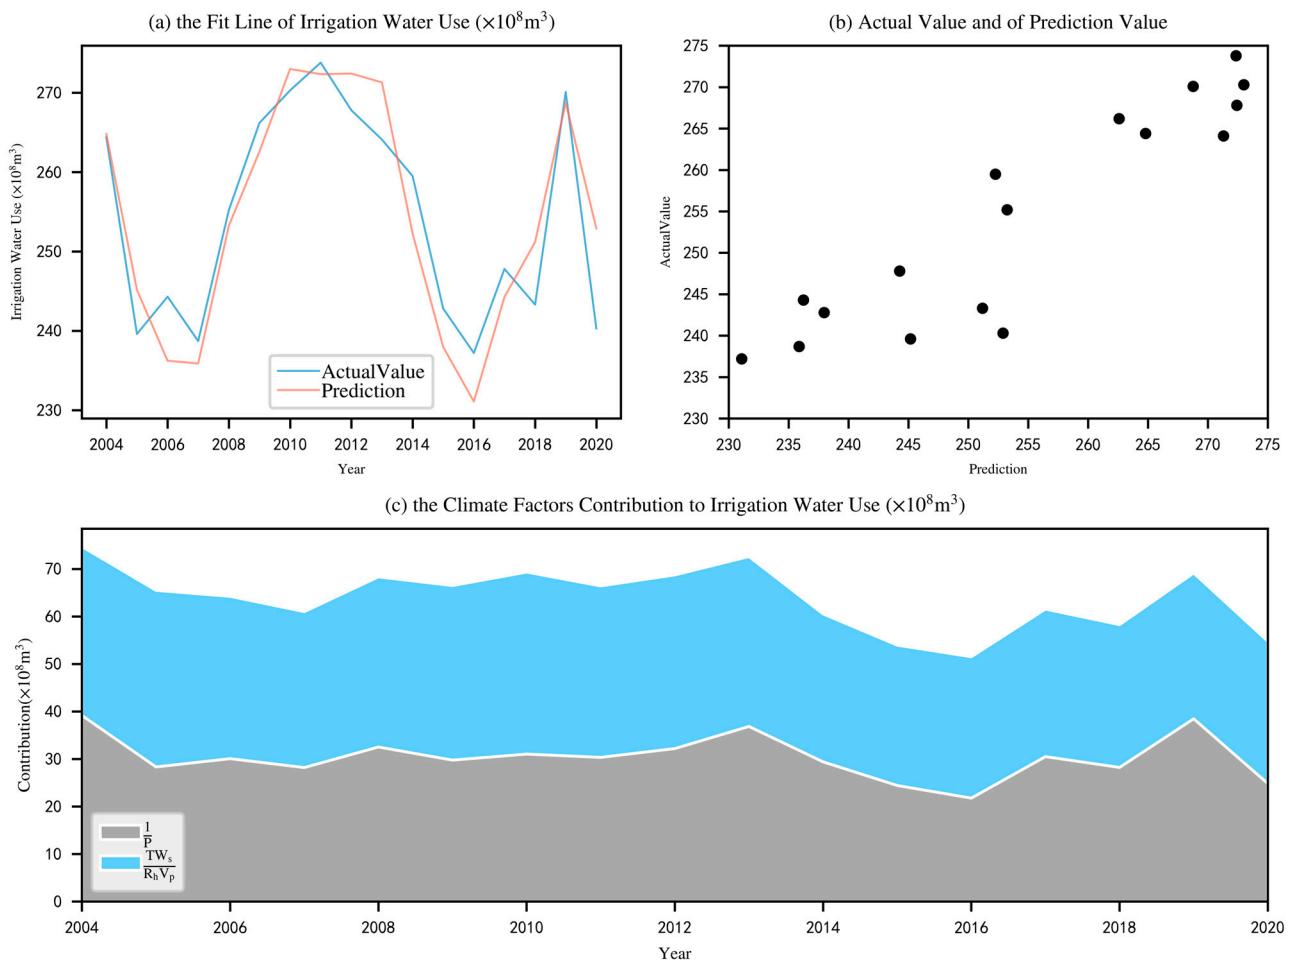 (a) the Fit Line of Irrigation Water Use (×10⁸m³)
Irrigation Water Use (×10⁸m³)
270
260
250
240
230
ActualValue
Prediction
2004 2006 2008 2010 2012 2014 2016 2018 2020
Year
(b) Actual Value and of Prediction Value
ActualValue
275
270
265
260
255
250
245
240
235
230
230 235 240 245 250 255 260 265 270 275
Prediction
(c) the Climate Factors Contribution to Irrigation Water Use (×10⁸m³)
Contribution(×10⁸m³)
70
60
50
40
30
20
10
0
1
P
TWₛ
RₕVₚ
2004 2006 2008 2010 2012 2014 2016 2018 2020
Year